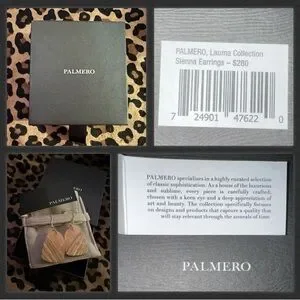 PALMERO
PALMERO, Lauma Collection
Sienna Earrings – $280
7 24901 47622 0
PALMERO
PALMERO specializes in a highly curated selection
of classic sophistication. As a house of the luxurious
and sublime, every piece is carefully crafted;
chosen with a keen eye and a deep appreciation of
art and beauty. The collection specifically focuses
on designs and products that capture a quality that
will stay relevant through the annals of time.
PALMERO